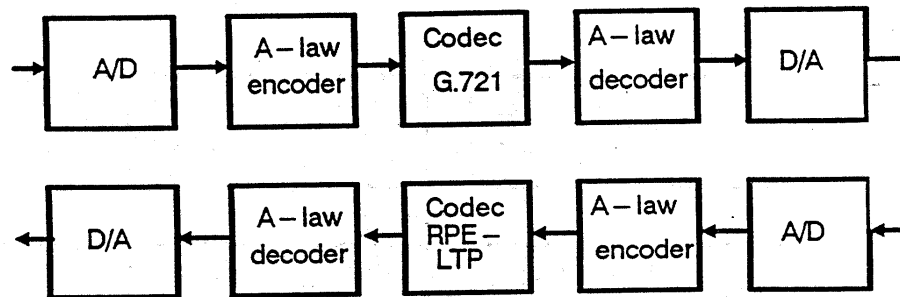 A/D
A – law
encoder
Codec
G.721
A – law
decoder
D/A
D/A
A – law
decoder
Codec
RPE –
LTP
A – law
encoder
A/D